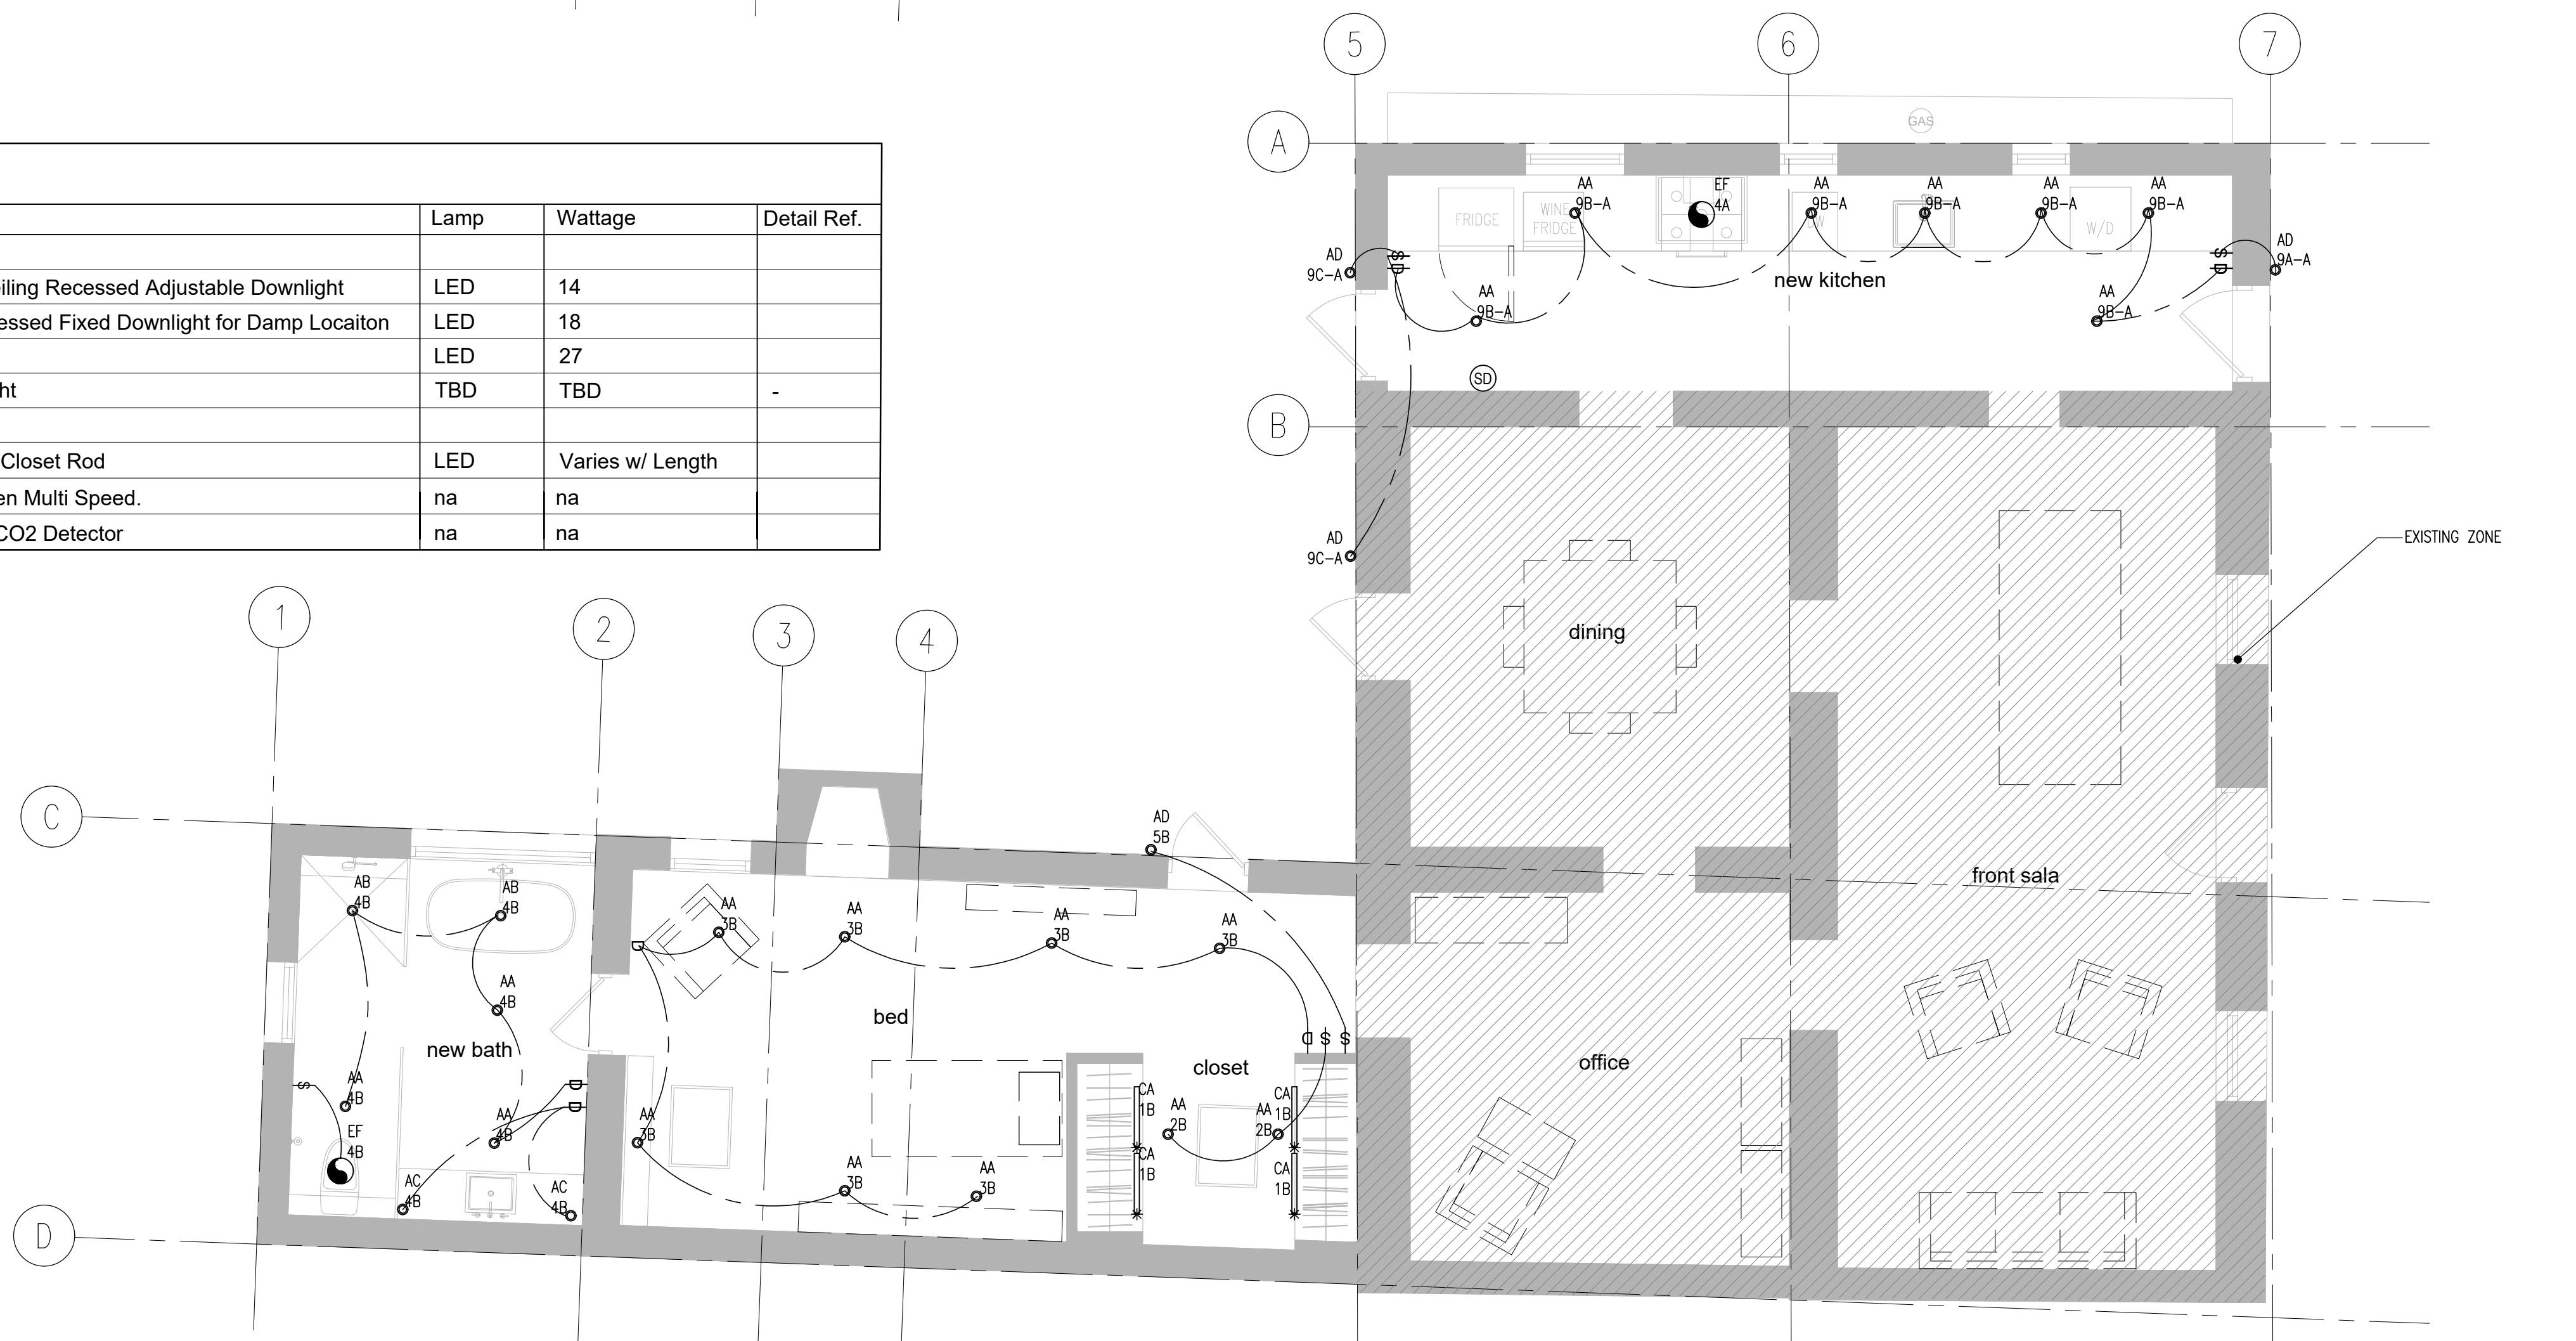 5
6
7
A
GAS
Lamp Wattage Detail Ref.
iling Recessed Adjustable Downlight LED 14
essed Fixed Downlight for Damp Locaiton LED 18
LED 27
ht TBD TBD -
Closet Rod LED Varies w/ Length
en Multi Speed. na na
CO2 Detector na na
AA
9B-A
EF
4A
AA
9B-A
AA
9B-A
AA
9B-A
AA
9B-A
FRIDGE
WINE
FRIDGE
DW
W/D
AD
9C-A
S
D
S
D
AD
9A-A
new kitchen
AA
9B-A
AA
9B-A
SD
B
AD
9C-A
EXISTING ZONE
dining
1
2
3
4
C
AD
5B
front sala
AB
4B
AB
4B
AA
3B
AA
3B
AA
3B
AA
3B
D
AA
4B
bed
new bath
D S S
closet
office
S
AA
4B
D
D
AA
4B
AA
3B
CA
1B
AA
2B
AA
2B
CA
1B
EF
4B
CA
1B
CA
1B
AC
4B
AC
4B
AA
3B
AA
3B
D